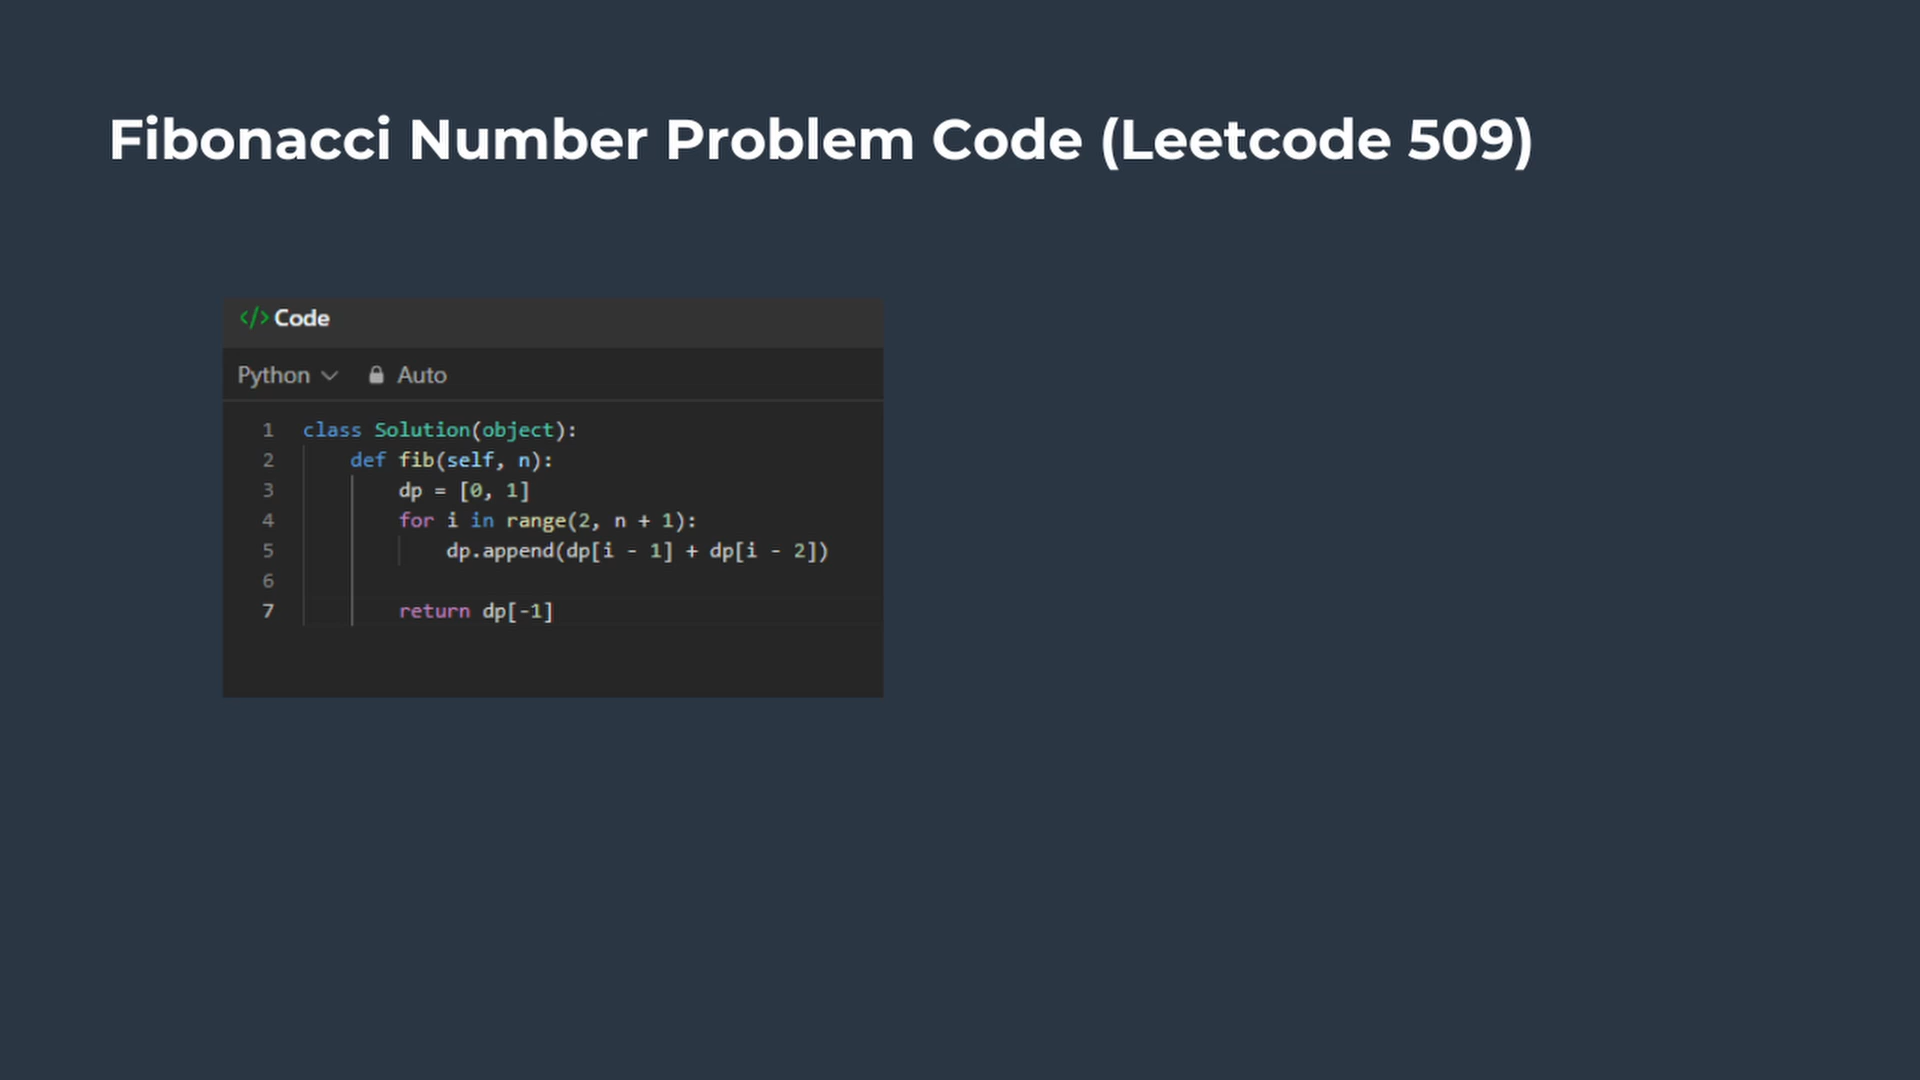 Fibonacci Number Problem Code (Leetcode 509)
</> Code
Python Auto
1 class Solution(object):
2     def fib(self, n):
3         dp = [0, 1]
4         for i in range(2, n + 1):
5             dp.append(dp[i - 1] + dp[i - 2])
6
7         return dp[-1]